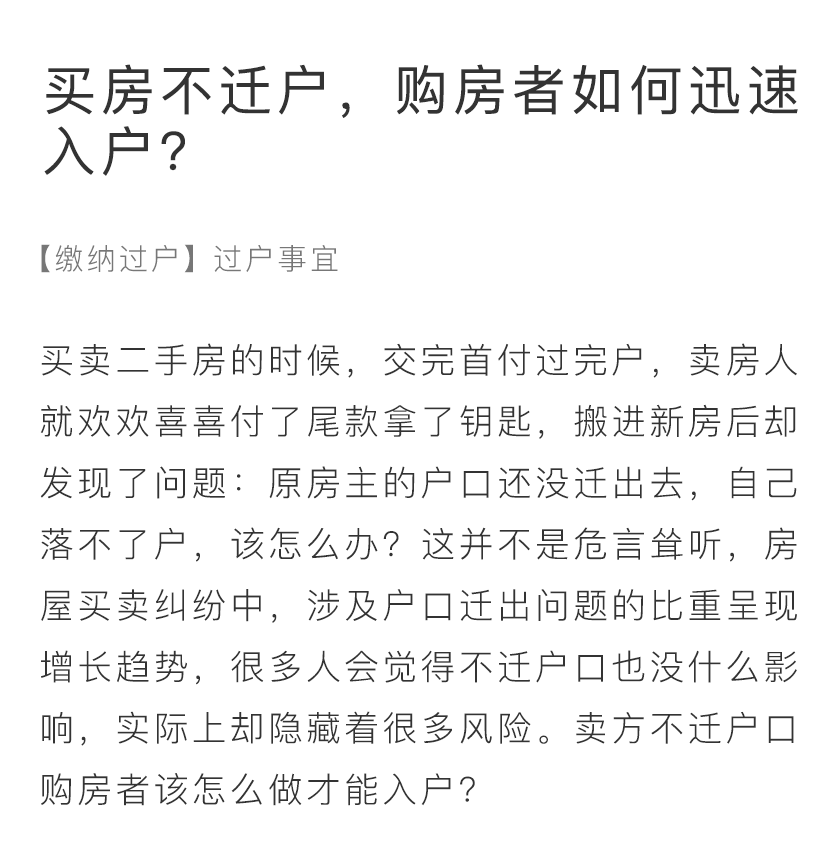 买房不迁户，购房者如何迅速
入户？
【缴纳过户】过户事宜
买卖二手房的时候，交完首付过完户，卖房人
就欢欢喜喜付了尾款拿了钥匙，搬进新房后却
发现了问题：原房主的户口还没迁出去，自己
落不了户，该怎么办？这并不是危言耸听，房
屋买卖纠纷中，涉及户口迁出问题的比重呈现
增长趋势，很多人会觉得不迁户口也没什么影
响，实际上却隐藏着很多风险。卖方不迁户口
购房者该怎么做才能入户？